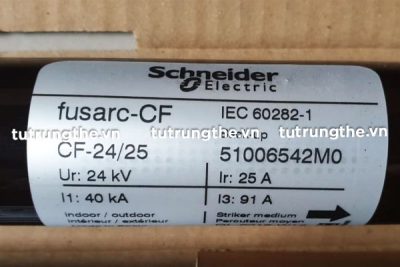 Schneider
Electric
fusarc-CF IEC 60282-1
tutrungthe.vn tutrungthe.vn tutrungthe.vn
CF-24/25 51006542M0
Ur: 24 kV Ir: 25 A
I1: 40 kA I3: 91 A
indoor / outdoor Striker medium
intérieur / extérieur Percuteur moyen